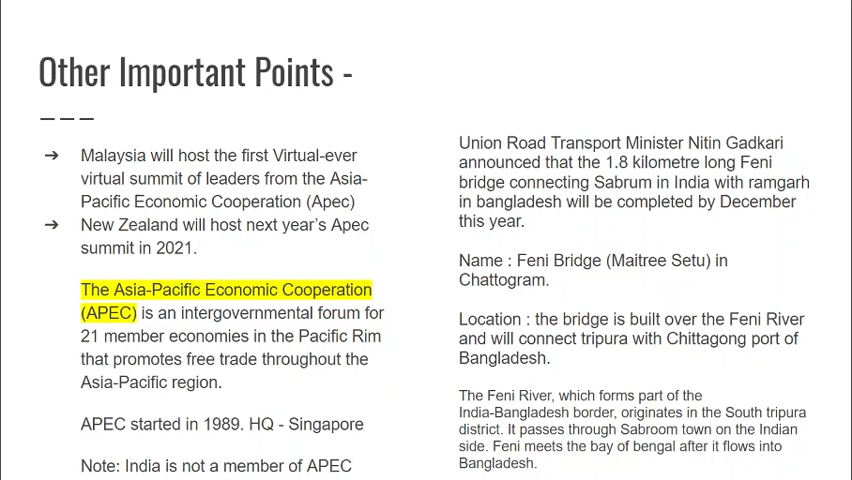 Other Important Points -
Malaysia will host the first Virtual-ever
virtual summit of leaders from the Asia-
Pacific Economic Cooperation (Apec)
New Zealand will host next year's Apec
summit in 2021.
The Asia-Pacific Economic Cooperation
(APEC) is an intergovernmental forum for
21 member economies in the Pacific Rim
that promotes free trade throughout the
Asia-Pacific region.
APEC started in 1989. HQ - Singapore
Note: India is not a member of APEC
Union Road Transport Minister Nitin Gadkari
announced that the 1.8 kilometre long Feni
bridge connecting Sabrum in India with ramgarh
in bangladesh will be completed by December
this year.
Name : Feni Bridge (Maitree Setu) in
Chattogram.
Location : the bridge is built over the Feni River
and will connect tripura with Chittagong port of
Bangladesh.
The Feni River, which forms part of the
India-Bangladesh border, originates in the South tripura
district. It passes through Sabroom town on the Indian
side. Feni meets the bay of bengal after it flows into
Bangladesh.